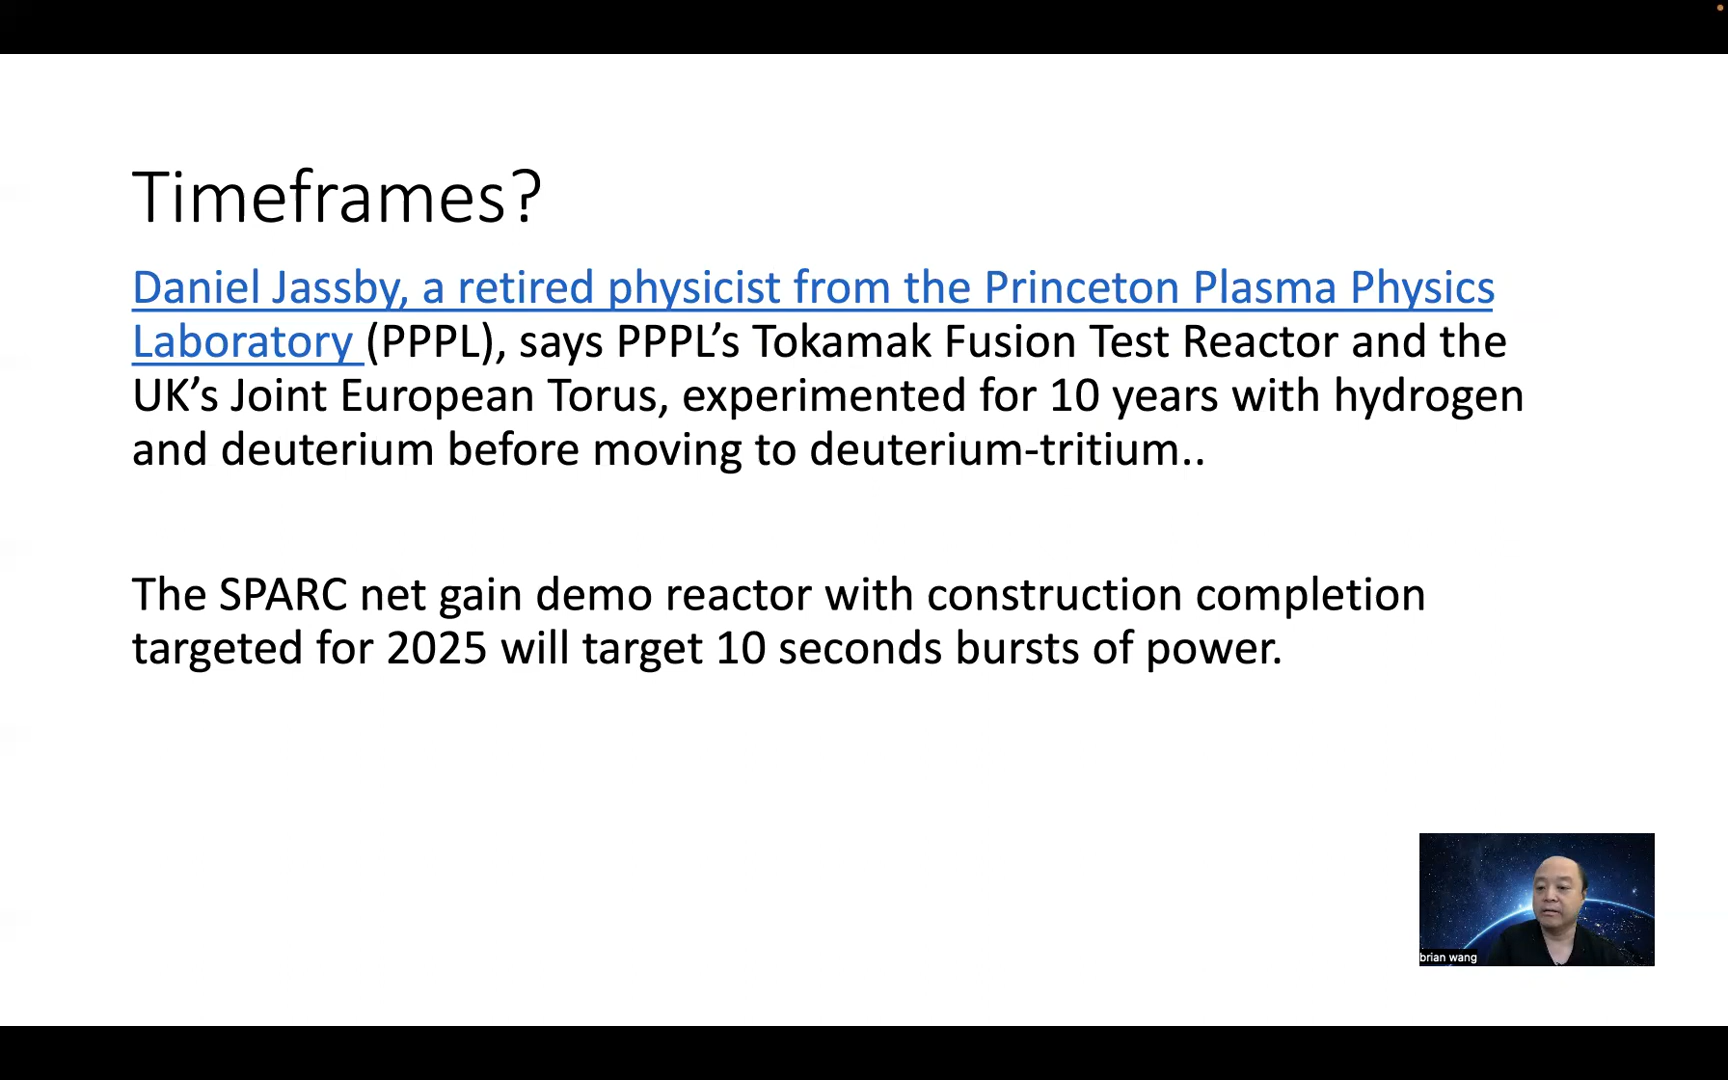 Timeframes?
Daniel Jassby, a retired physicist from the Princeton Plasma Physics
Laboratory (PPPL), says PPPL’s Tokamak Fusion Test Reactor and the
UK’s Joint European Torus, experimented for 10 years with hydrogen
and deuterium before moving to deuterium-tritium..
The SPARC net gain demo reactor with construction completion
targeted for 2025 will target 10 seconds bursts of power.
brian wang